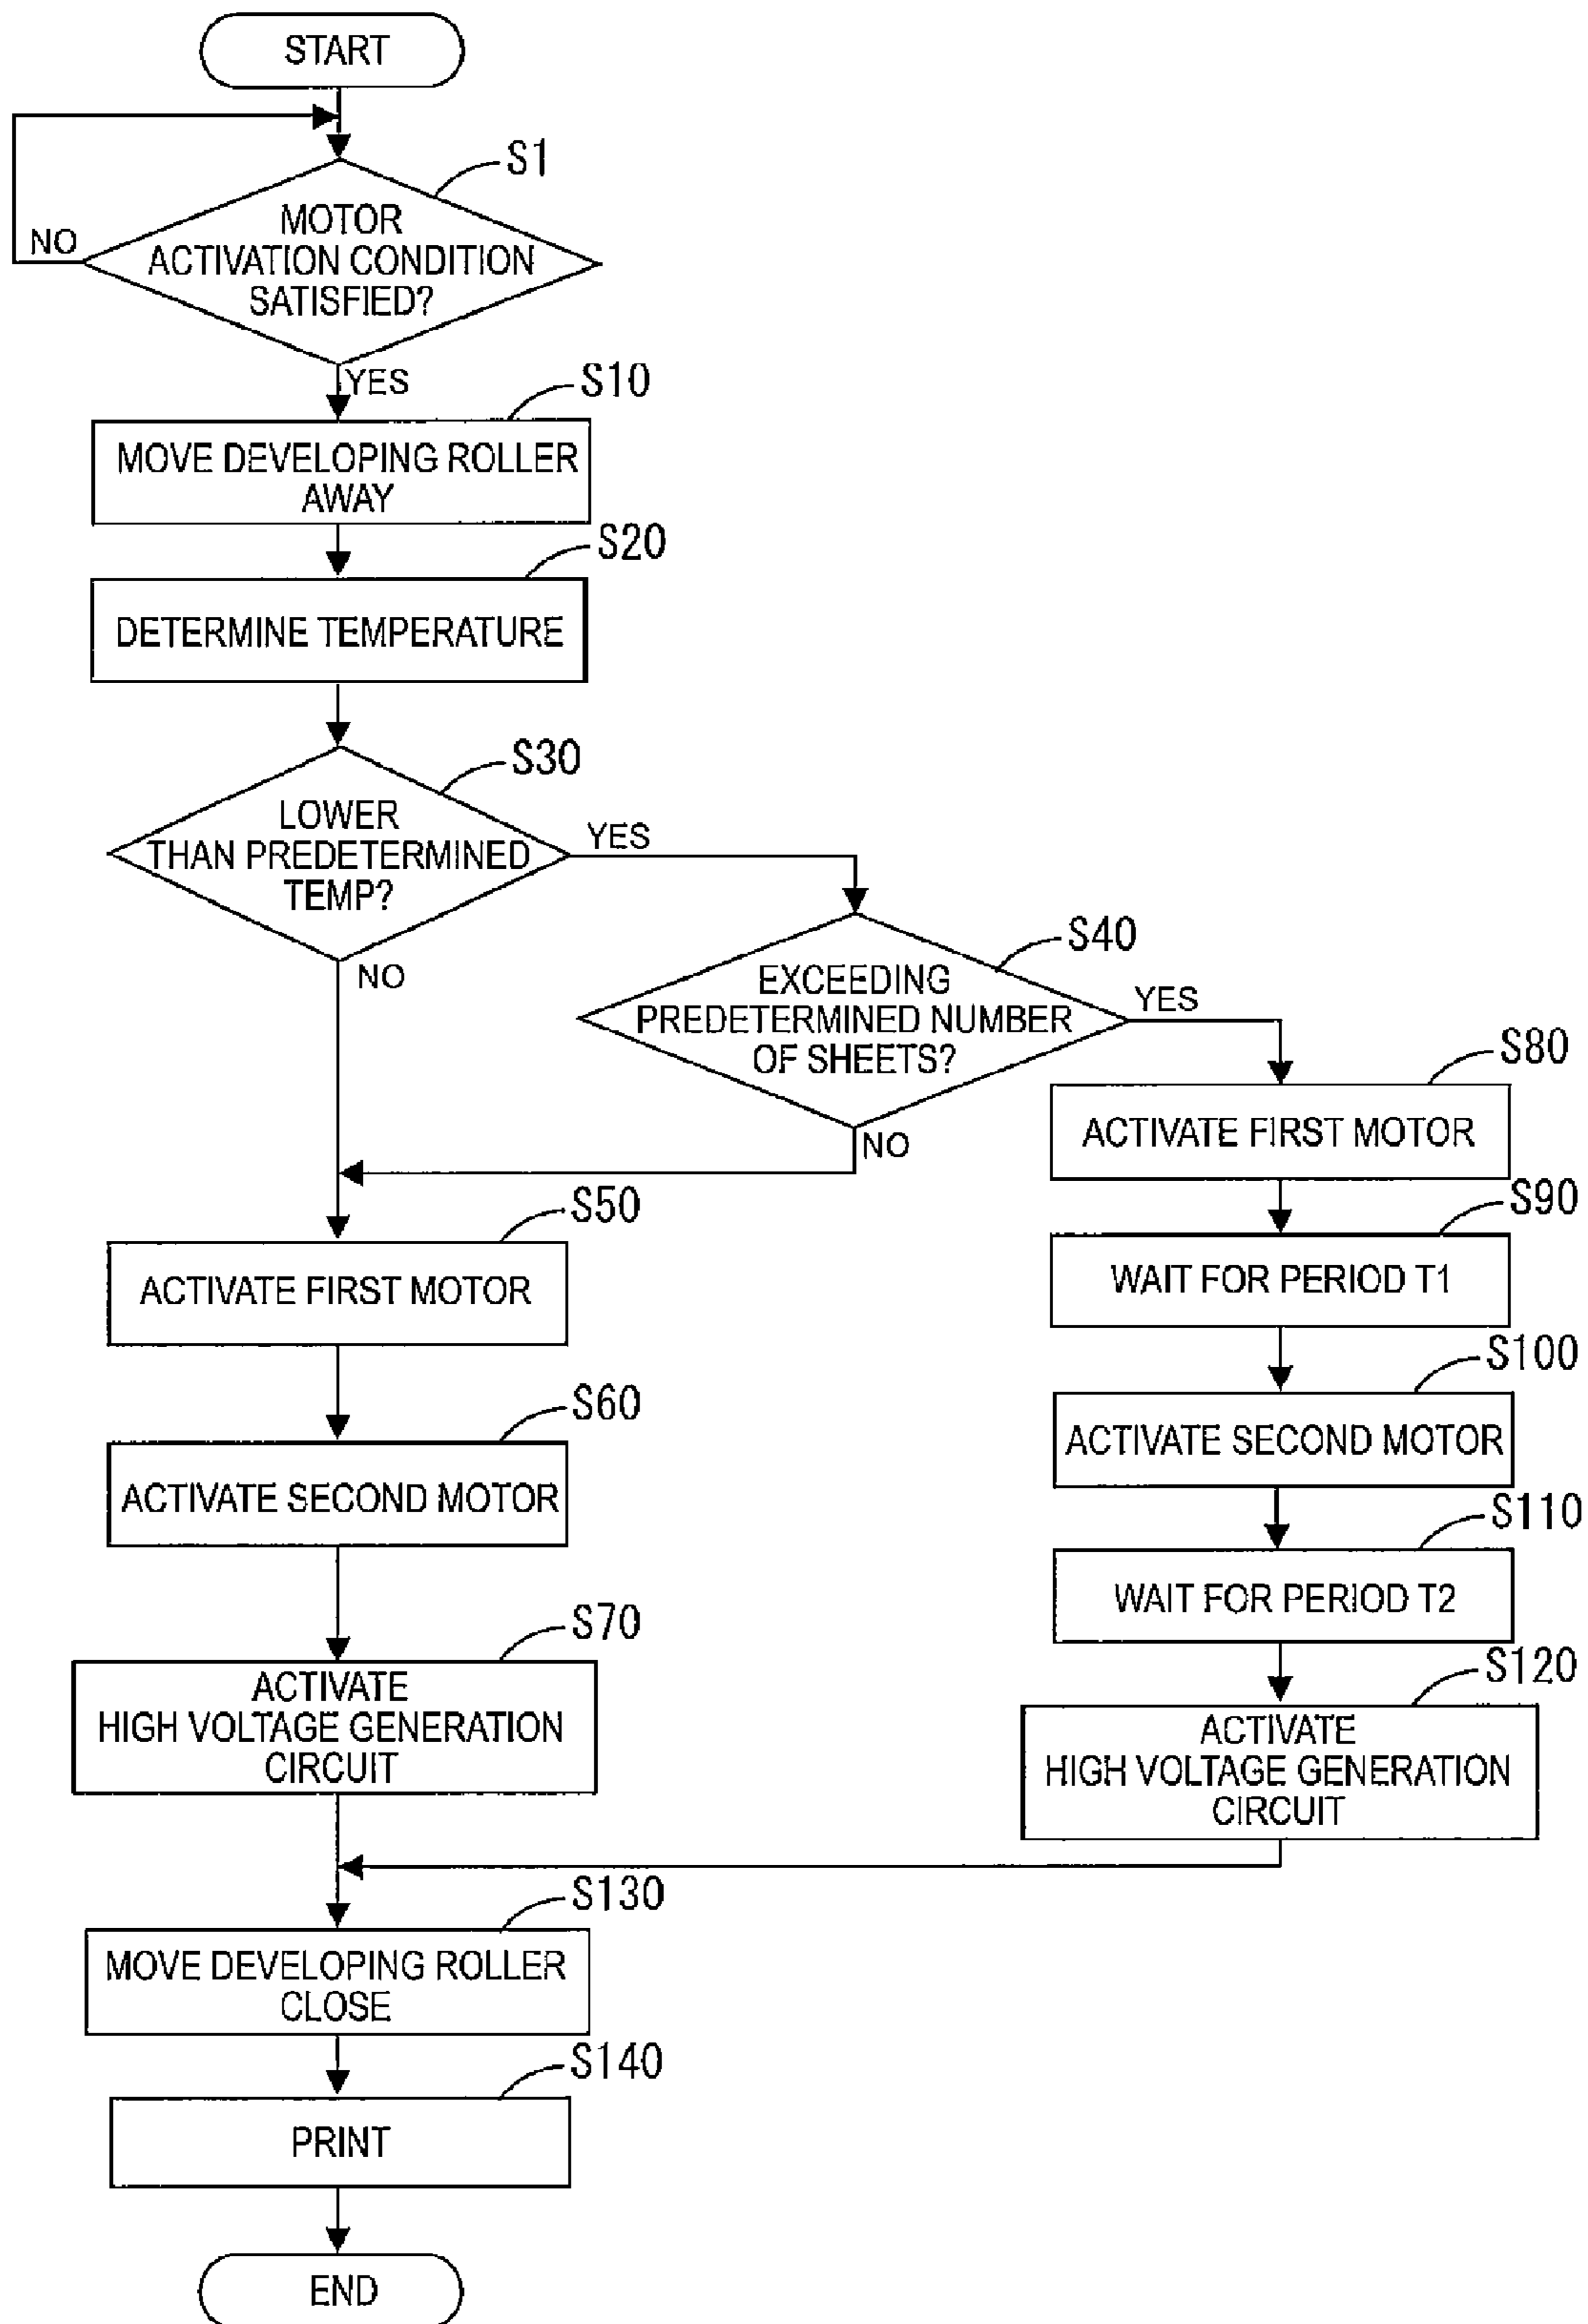 START
S1
MOTOR
ACTIVATION CONDITION
SATISFIED?
NO
YES
S10
MOVE DEVELOPING ROLLER
AWAY
S20
DETERMINE TEMPERATURE
S30
LOWER
THAN PREDETERMINED
TEMP?
YES
NO
S40
EXCEEDING
PREDETERMINED NUMBER
OF SHEETS?
YES
NO
S50
ACTIVATE FIRST MOTOR
S60
ACTIVATE SECOND MOTOR
S70
ACTIVATE
HIGH VOLTAGE GENERATION
CIRCUIT
S80
ACTIVATE FIRST MOTOR
S90
WAIT FOR PERIOD T1
S100
ACTIVATE SECOND MOTOR
S110
WAIT FOR PERIOD T2
S120
ACTIVATE
HIGH VOLTAGE GENERATION
CIRCUIT
S130
MOVE DEVELOPING ROLLER
CLOSE
S140
PRINT
END